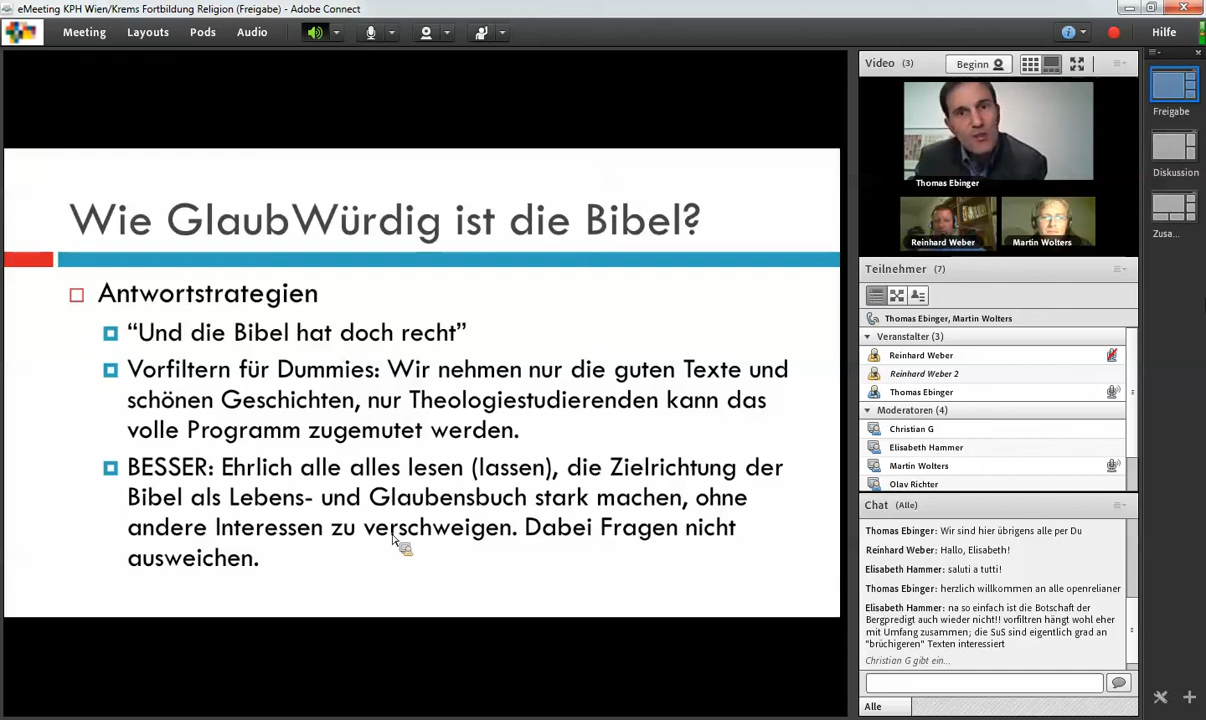 eMeeting KPH Wien/Krems Fortbildung Religion (Freigabe) - Adobe Connect
Meeting Layouts Pods Audio Hilfe
Wie GlaubWürdig ist die Bibel?
Antwortstrategien
“Und die Bibel hat doch recht”
Vorfiltern für Dummies: Wir nehmen nur die guten Texte und
schönen Geschichten, nur Theologiestudierenden kann das
volle Programm zugemutet werden.
BESSER: Ehrlich alle alles lesen (lassen), die Zielrichtung der
Bibel als Lebens- und Glaubensbuch stark machen, ohne
andere Interessen zu verschweigen. Dabei Fragen nicht
ausweichen.
Video (3)
Beginn
Thomas Ebinger
Reinhard Weber
Martin Wolters
Teilnehmer (7)
Thomas Ebinger, Martin Wolters
Veranstalter (3)
Reinhard Weber
Reinhard Weber 2
Thomas Ebinger
Moderatoren (4)
Christian G
Elisabeth Hammer
Martin Wolters
Olav Richter
Chat (Alle)
Thomas Ebinger: Wir sind hier übrigens alle per Du
Reinhard Weber: Hallo, Elisabeth!
Elisabeth Hammer: saluti a tutti!
Thomas Ebinger: herzlich willkommen an alle openrelianer
Elisabeth Hammer: na so einfach ist die Botschaft der
Bergpredigt auch wieder nicht!! vorfiltren hängt wohl eher
mit Umfang zusammen; die SuS sind eigentlich grad an
"brüchigeren" Texten interessiert
Christian G gibt ein...
Alle
Freigabe
Diskussion
Zusa...